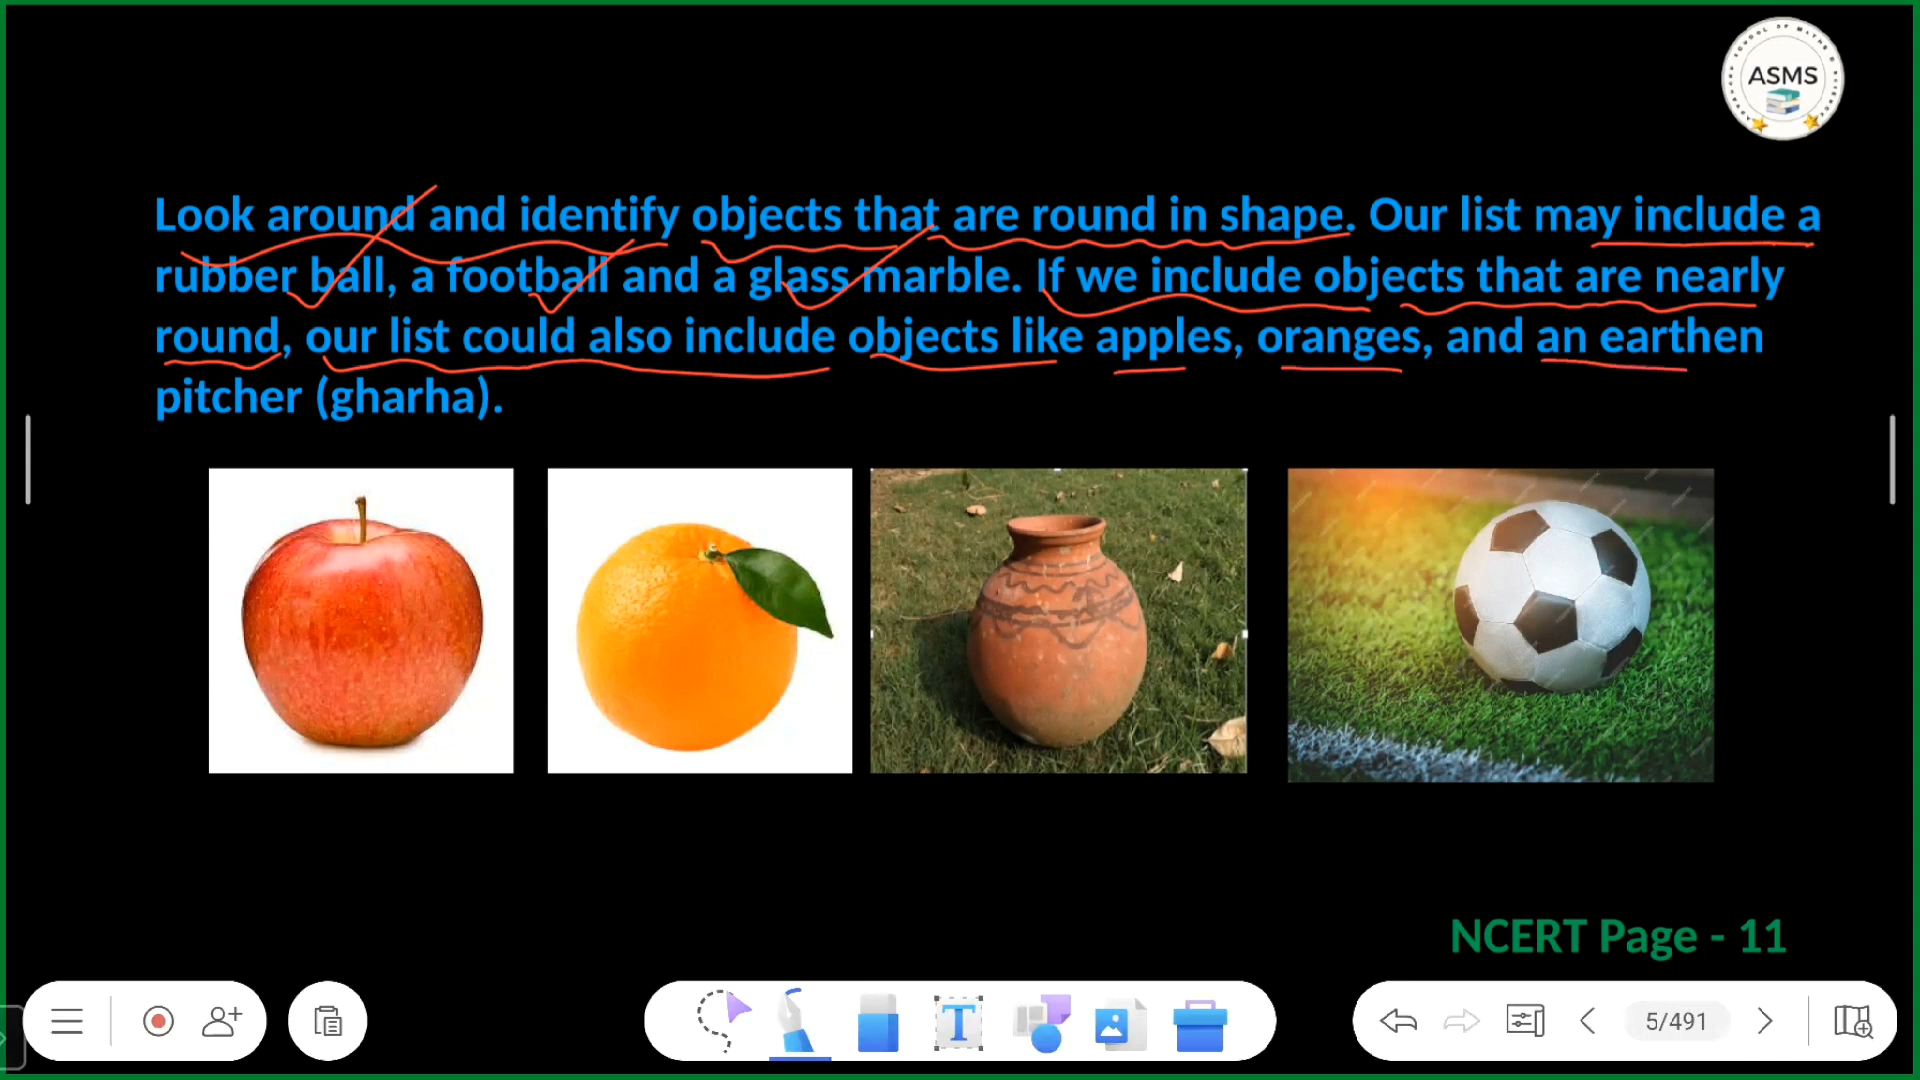 ASMS
Look around and identify objects that are round in shape. Our list may include a
rubber ball, a football and a glass marble. If we include objects that are nearly
round, our list could also include objects like apples, oranges, and an earthen
pitcher (gharha).
NCERT Page - 11
T
5/491